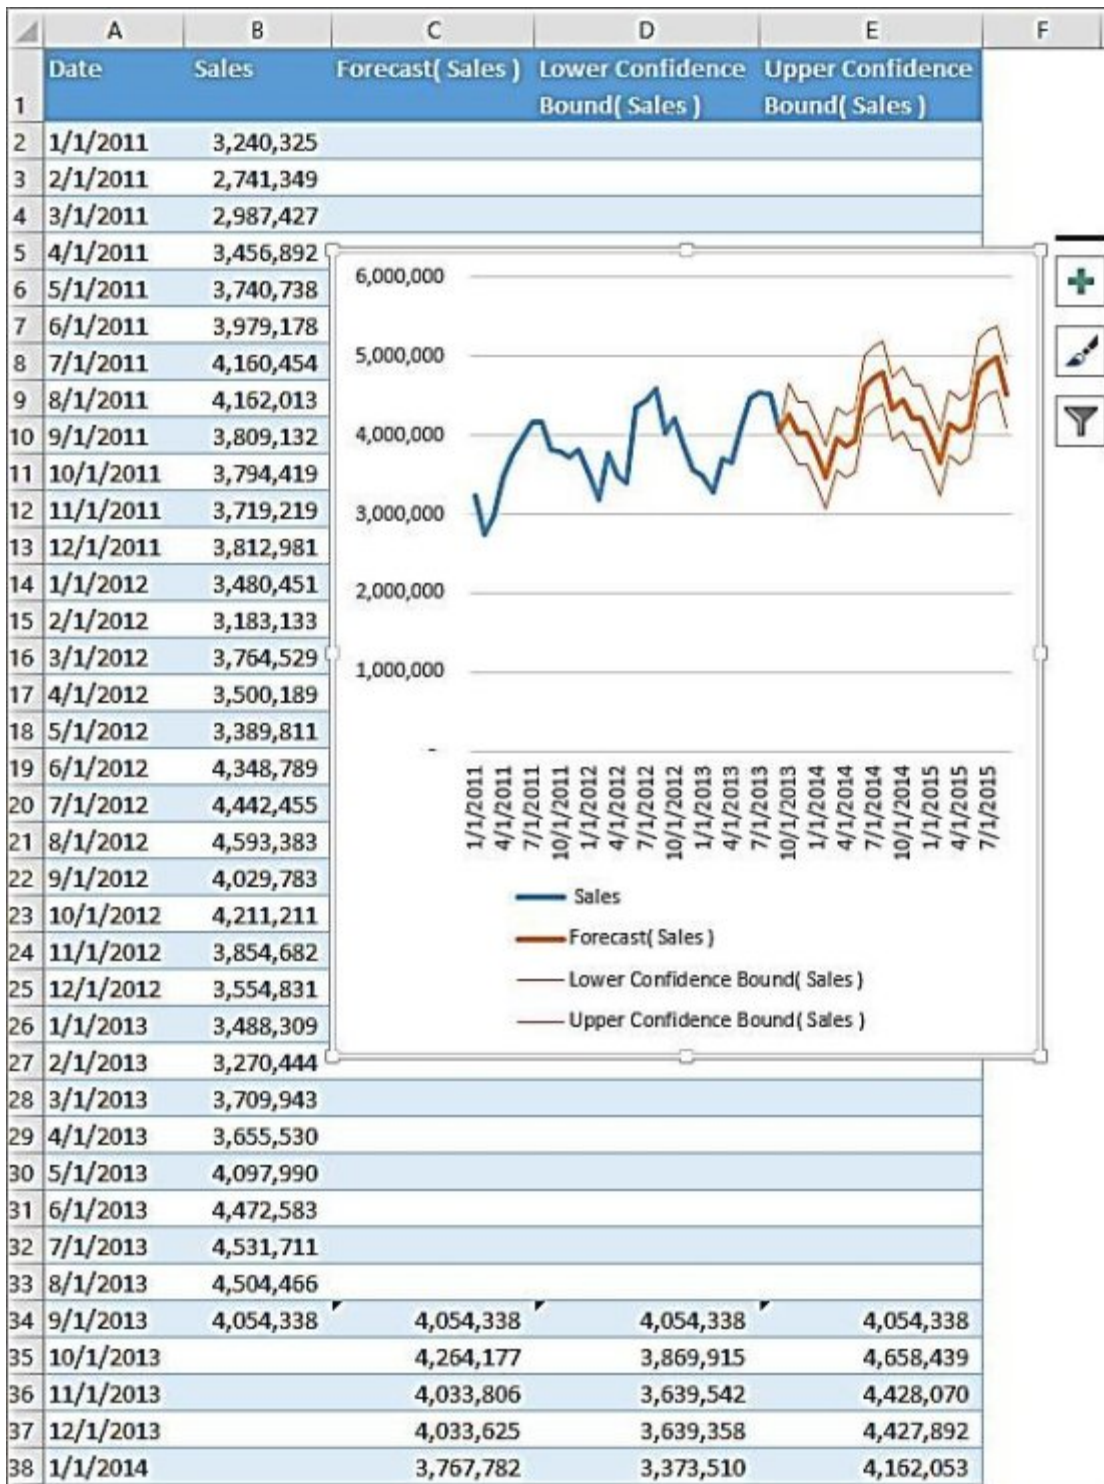 A B C D E F
Date Sales Forecast( Sales ) Lower Confidence Upper Confidence
1 Bound( Sales ) Bound( Sales )
2 1/1/2011 3,240,325
3 2/1/2011 2,741,349
4 3/1/2011 2,987,427
5 4/1/2011 3,456,892
6 5/1/2011 3,740,738
7 6/1/2011 3,979,178
8 7/1/2011 4,160,454
9 8/1/2011 4,162,013
10 9/1/2011 3,809,132
11 10/1/2011 3,794,419
12 11/1/2011 3,719,219
13 12/1/2011 3,812,981
14 1/1/2012 3,480,451
15 2/1/2012 3,183,133
16 3/1/2012 3,764,529
17 4/1/2012 3,500,189
18 5/1/2012 3,389,811
19 6/1/2012 4,348,789
20 7/1/2012 4,442,455
21 8/1/2012 4,593,383
22 9/1/2012 4,029,783
23 10/1/2012 4,211,211
24 11/1/2012 3,854,682
25 12/1/2012 3,554,831
26 1/1/2013 3,488,309
27 2/1/2013 3,270,444
28 3/1/2013 3,709,943
29 4/1/2013 3,655,530
30 5/1/2013 4,097,990
31 6/1/2013 4,472,583
32 7/1/2013 4,531,711
33 8/1/2013 4,504,466
34 9/1/2013 4,054,338 4,054,338 4,054,338 4,054,338
35 10/1/2013 4,264,177 3,869,915 4,658,439
36 11/1/2013 4,033,806 3,639,542 4,428,070
37 12/1/2013 4,033,625 3,639,358 4,427,892
38 1/1/2014 3,767,782 3,373,510 4,162,053
6,000,000
5,000,000
4,000,000
3,000,000
2,000,000
1,000,000
-
1/1/2011
4/1/2011
7/1/2011
10/1/2011
1/1/2012
4/1/2012
7/1/2012
10/1/2012
1/1/2013
4/1/2013
7/1/2013
10/1/2013
1/1/2014
4/1/2014
7/1/2014
10/1/2014
1/1/2015
4/1/2015
7/1/2015
Sales
Forecast( Sales )
Lower Confidence Bound( Sales )
Upper Confidence Bound( Sales )